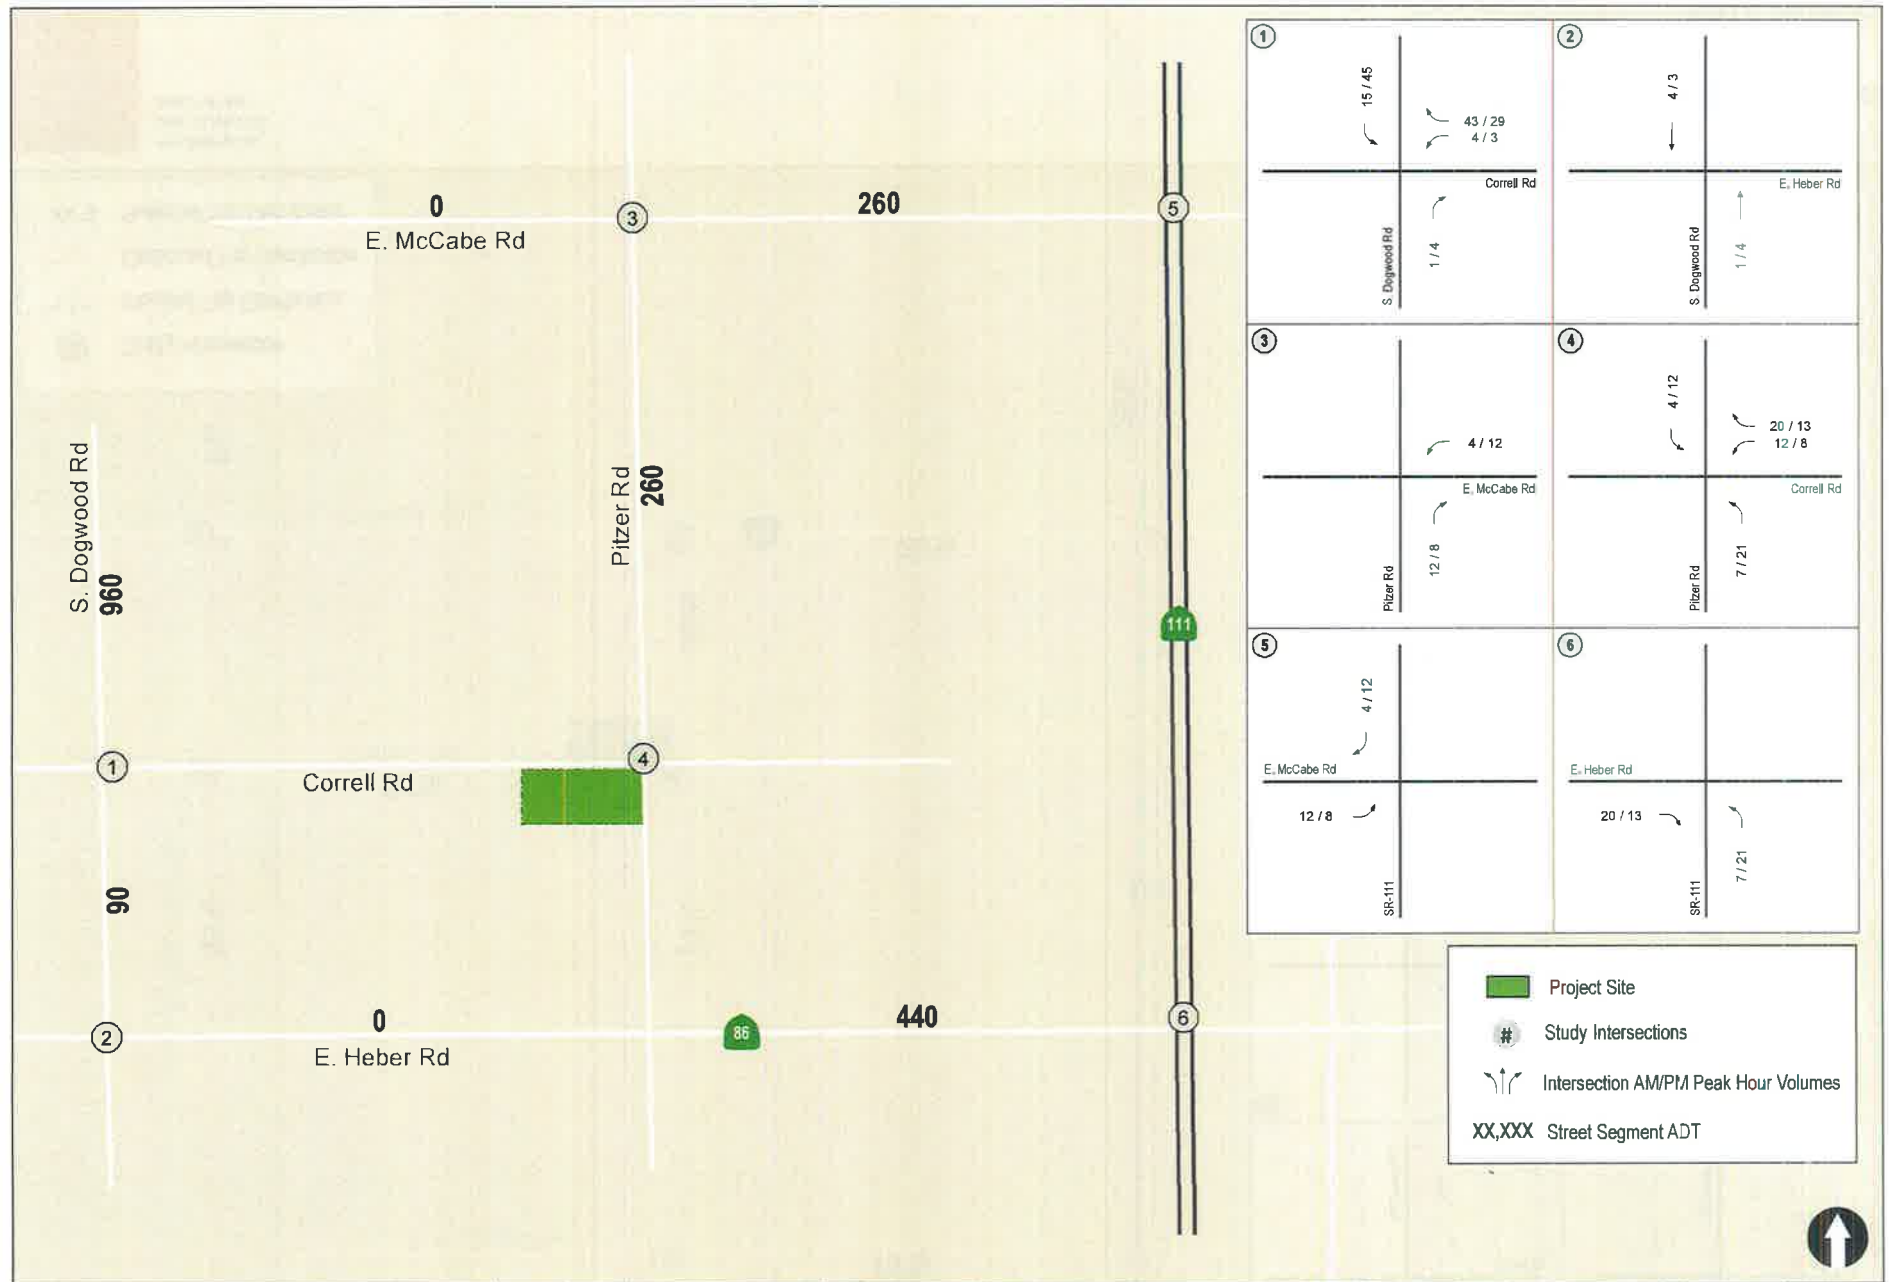 0
E. McCabe Rd
3
260
5
S. Dogwood Rd
960
Pitzer Rd
260
111
1
Correll Rd
4
90
2
0
E. Heber Rd
86
440
6
1
15 / 45
43 / 29
4 / 3
Correll Rd
S. Dogwood Rd
1 / 4
2
4 / 3
E. Heber Rd
S. Dogwood Rd
1 / 4
3
4 / 12
E. McCabe Rd
Pitzer Rd
12 / 8
4
4 / 12
20 / 13
12 / 8
Correll Rd
Pitzer Rd
7 / 21
5
4 / 12
E. McCabe Rd
12 / 8
SR-111
6
E. Heber Rd
20 / 13
SR-111
7 / 21
Project Site
# Study Intersections
Intersection AM/PM Peak Hour Volumes
XX,XXX Street Segment ADT